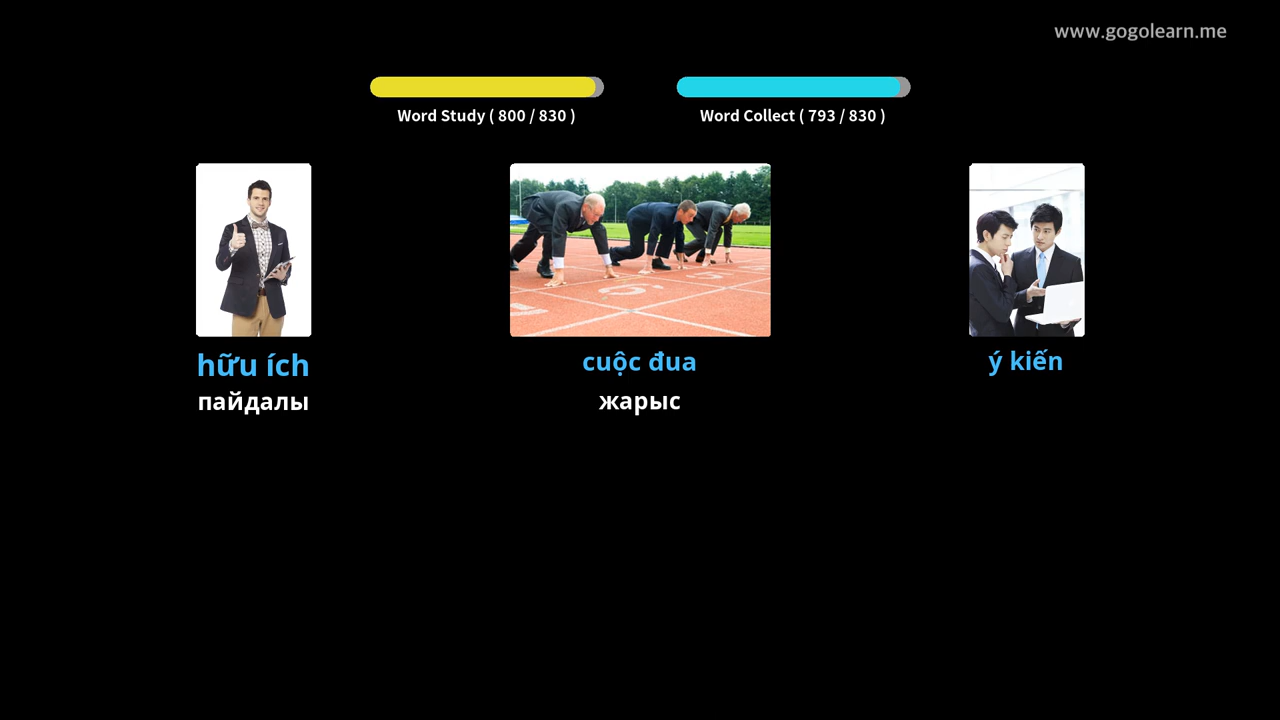 www.gogolearn.me
Word Study ( 800 / 830 )
Word Collect ( 793 / 830 )
hữu ích
пайдалы
cuộc đua
жарыс
ý kiến